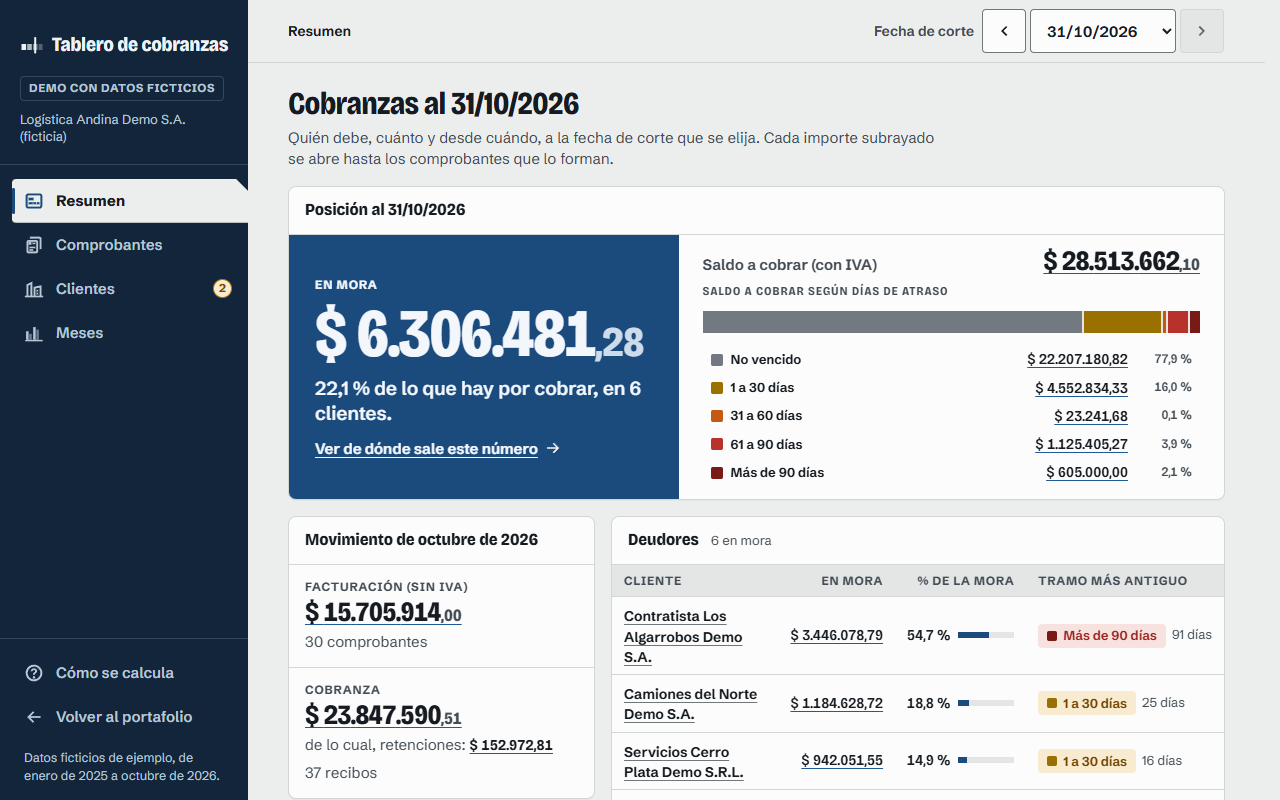 Tablero de cobranzas
DEMO CON DATOS FICTICIOS
Logística Andina Demo S.A.
(ficticia)
Resumen
Comprobantes
Clientes
2
Meses
Cómo se calcula
Volver al portafolio
Datos ficticios de ejemplo, de
enero de 2025 a octubre de 2026.
Resumen
Fecha de corte
31/10/2026
Cobranzas al 31/10/2026
Quién debe, cuánto y desde cuándo, a la fecha de corte que se elija. Cada importe subrayado
se abre hasta los comprobantes que lo forman.
Posición al 31/10/2026
EN MORA
$ 6.306.481,28
22,1 % de lo que hay por cobrar, en 6
clientes.
Ver de dónde sale este número →
Saldo a cobrar (con IVA) $ 28.513.662,10
SALDO A COBRAR SEGÚN DÍAS DE ATRASO
No vencido $ 22.207.180,82 77,9 %
1 a 30 días $ 4.552.834,33 16,0 %
31 a 60 días $ 23.241,68 0,1 %
61 a 90 días $ 1.125.405,27 3,9 %
Más de 90 días $ 605.000,00 2,1 %
Movimiento de octubre de 2026
FACTURACIÓN (SIN IVA)
$ 15.705.914,00
30 comprobantes
COBRANZA
$ 23.847.590,51
de lo cual, retenciones: $ 152.972,81
37 recibos
Deudores 6 en mora
CLIENTE EN MORA % DE LA MORA TRAMO MÁS ANTIGUO
Contratista Los
Algarrobos Demo
S.A.
$ 3.446.078,79 54,7 % Más de 90 días 91 días
Camiones del Norte
Demo S.A.
$ 1.184.628,72 18,8 % 1 a 30 días 25 días
Servicios Cerro
Plata Demo S.R.L.
$ 942.051,55 14,9 % 1 a 30 días 16 días